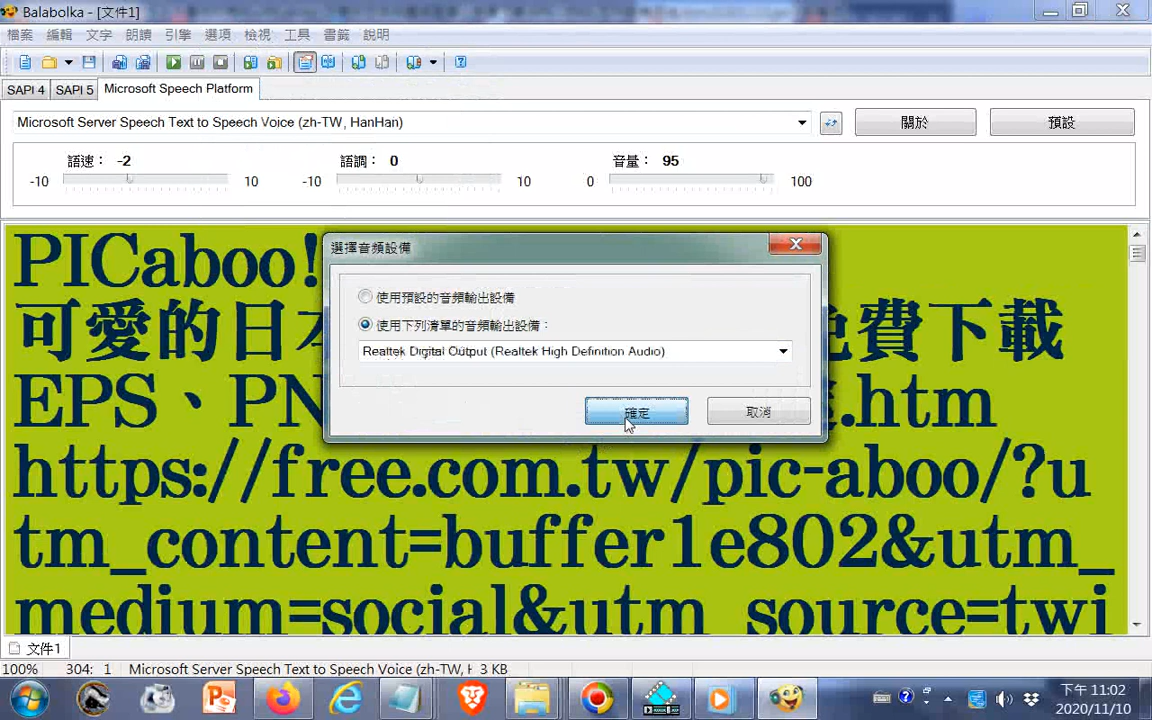 Balabolka - [文件1]
檔案 編輯 文字 朗讀 引擎 選項 檢視 工具 書籤 說明
SAPI 4 SAPI 5 Microsoft Speech Platform
Microsoft Server Speech Text to Speech Voice (zh-TW, HanHan) 關於 預設
語速： -2 語調： 0 音量： 95
-10 10 -10 10 0 100
PICaboo!
可愛的日本 免費下載
EPS、PN .htm
https://free.com.tw/pic-aboo/?u
tm_content=buffer1e802&utm_
medium=social&utm_source=twi
選擇音頻設備
使用預設的音頻輸出設備
使用下列清單的音頻輸出設備：
Realtek Digital Output (Realtek High Definition Audio)
確定 取消
文件1
100% 304: 1 Microsoft Server Speech Text to Speech Voice (zh-TW, H 3 KB
下午 11:02
2020/11/10